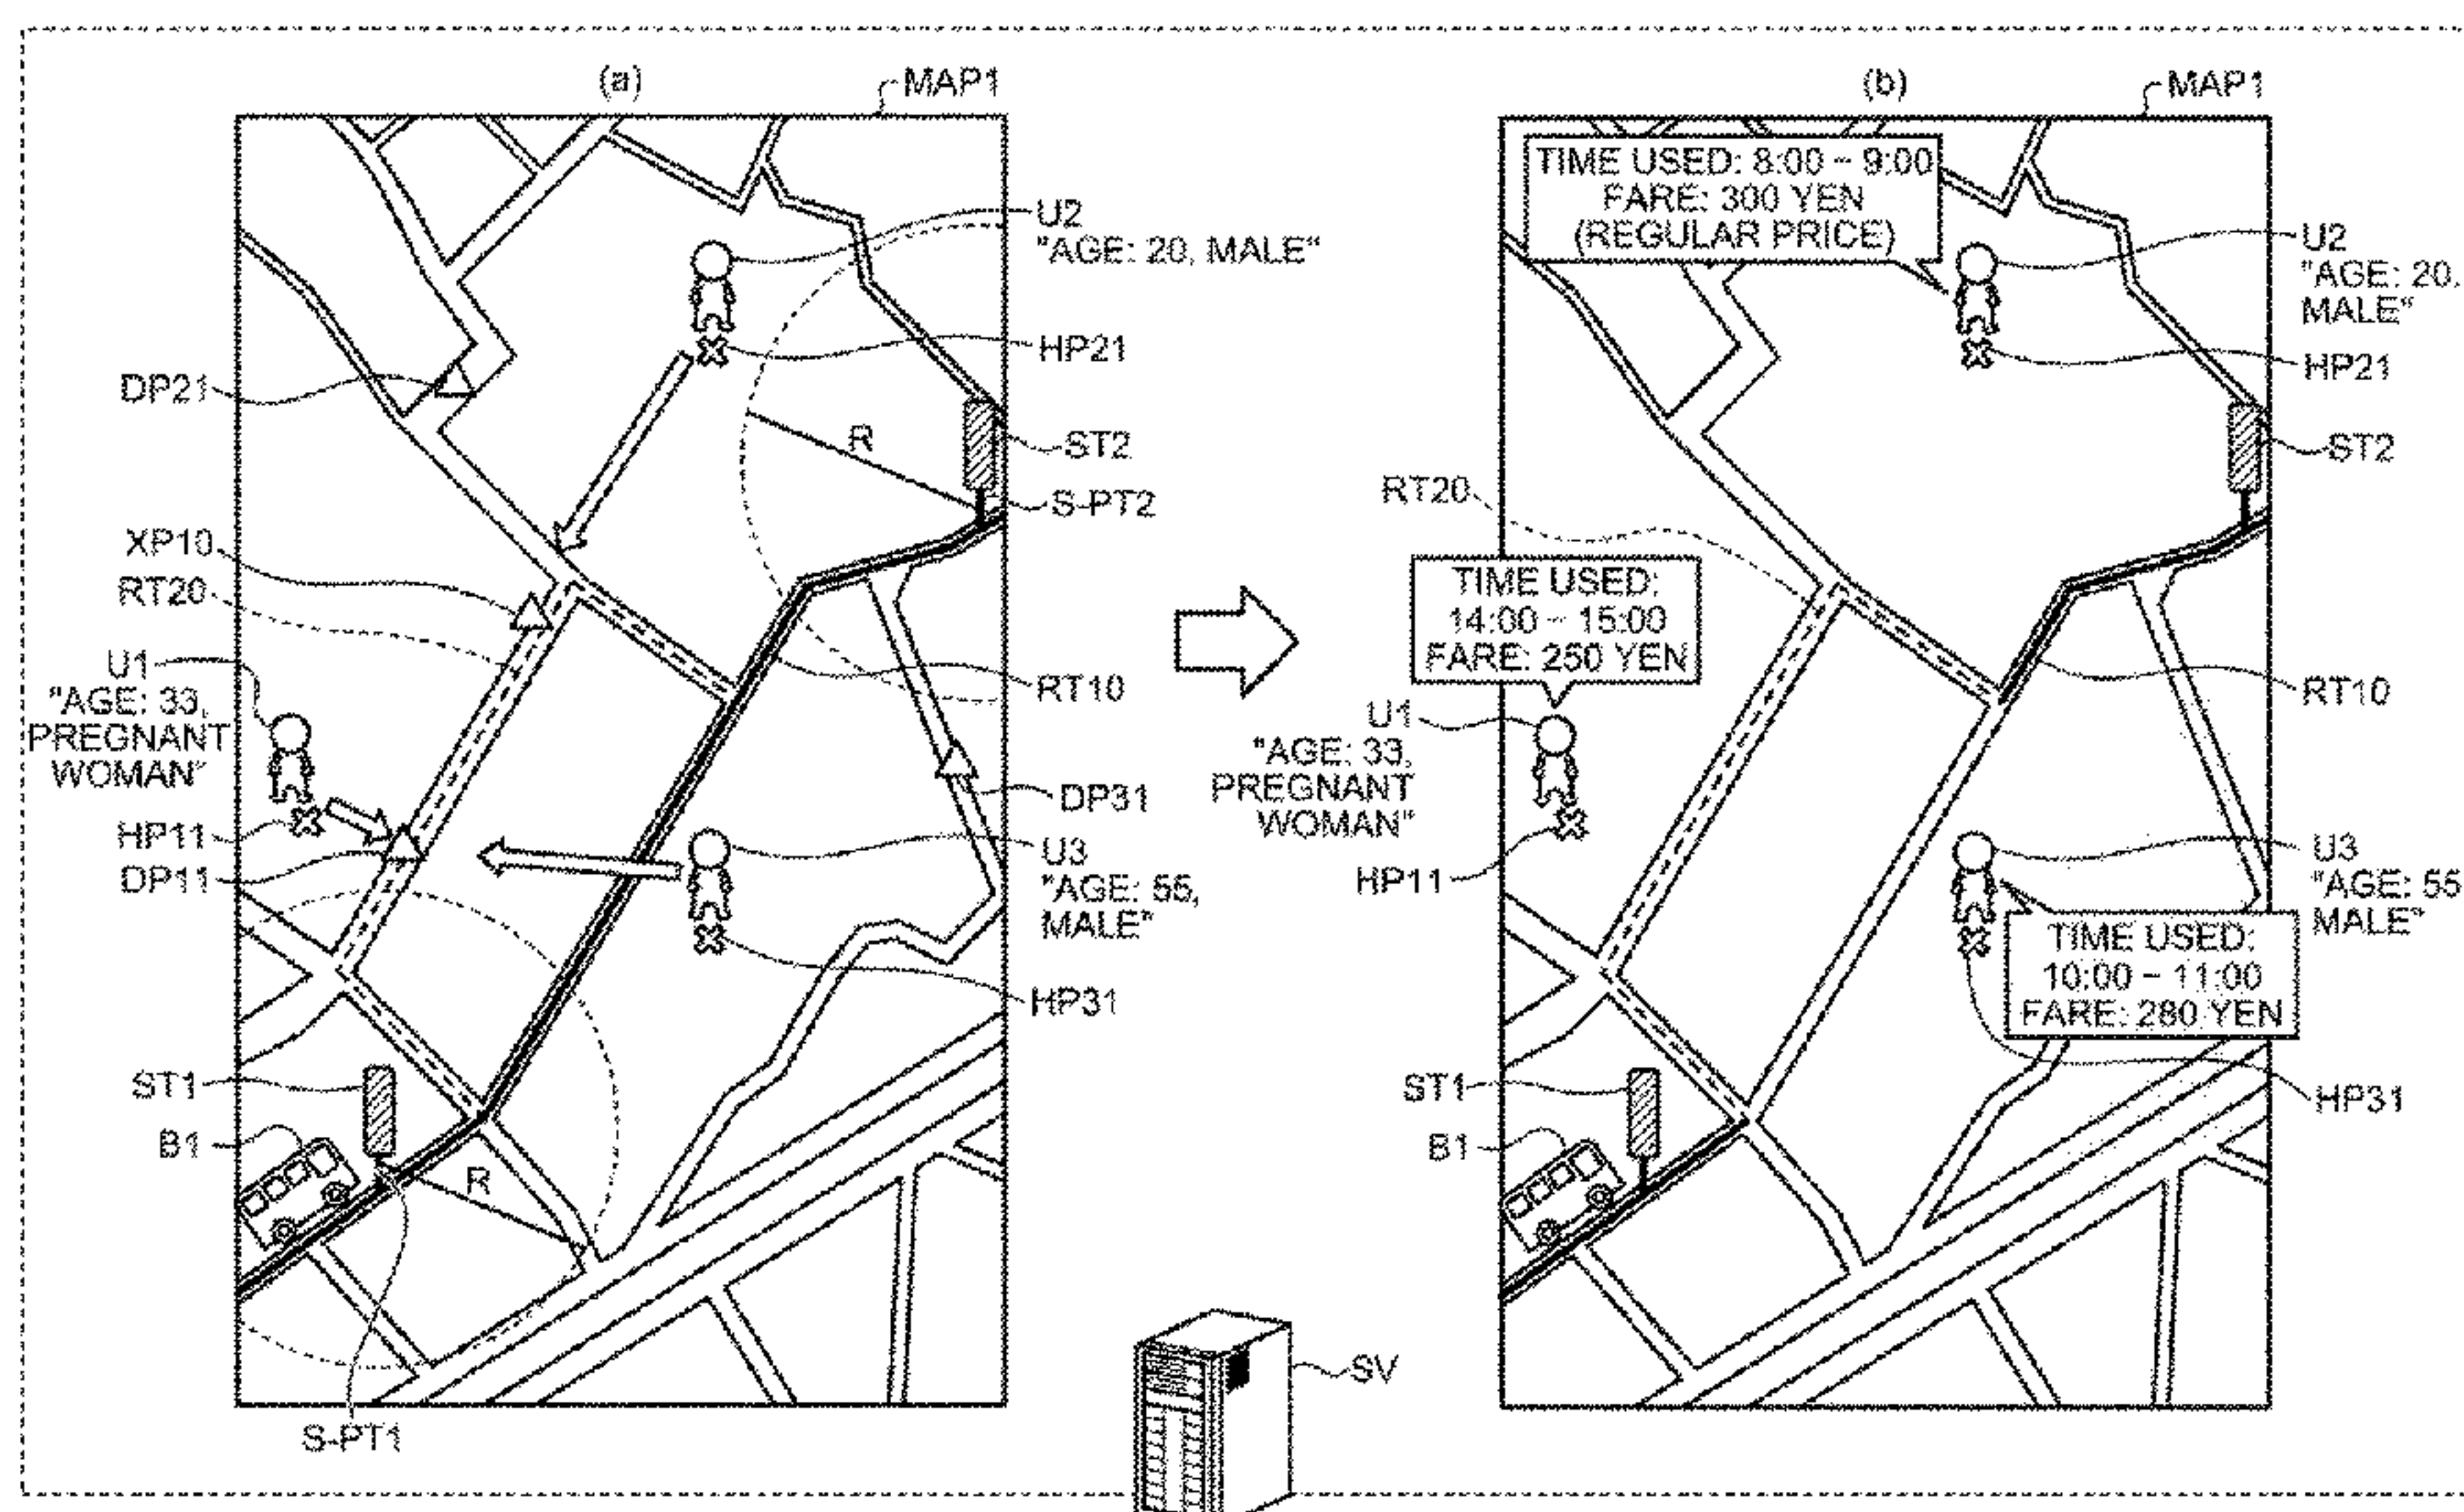 (a)
MAP1
U2
"AGE: 20, MALE"
HP21
DP21
R
ST2
S-PT2
XP10
RT20
U1
"AGE: 33,
PREGNANT
WOMAN"
RT10
HP11
DP11
DP31
U3
"AGE: 55,
MALE"
HP31
ST1
B1
R
S-PT1
SV
(b)
MAP1
TIME USED: 8:00 – 9:00
FARE: 300 YEN
(REGULAR PRICE)
U2
"AGE: 20,
MALE"
HP21
ST2
RT20
TIME USED:
14:00 – 15:00
FARE: 250 YEN
RT10
U1
"AGE: 33,
PREGNANT
WOMAN"
HP11
U3
"AGE: 55
MALE"
TIME USED:
10:00 – 11:00
FARE: 280 YEN
HP31
ST1
B1